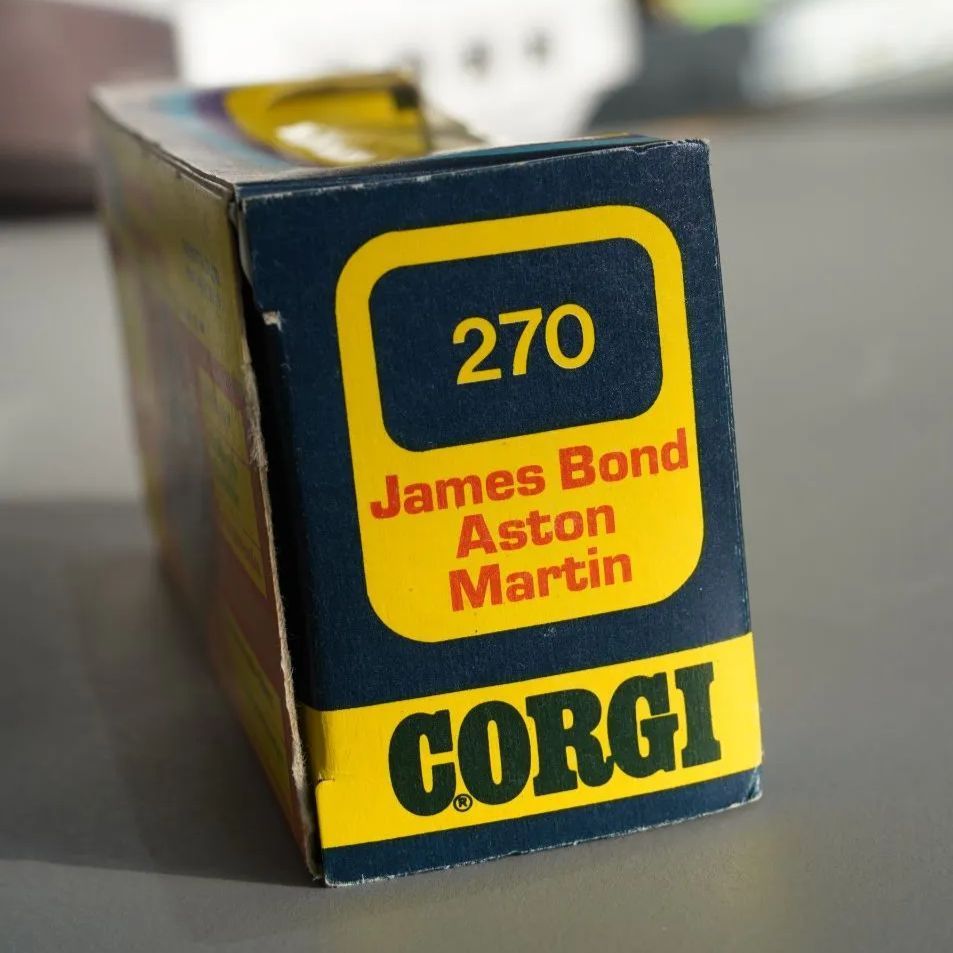 270
James Bond
Aston
Martin
CORGI
®